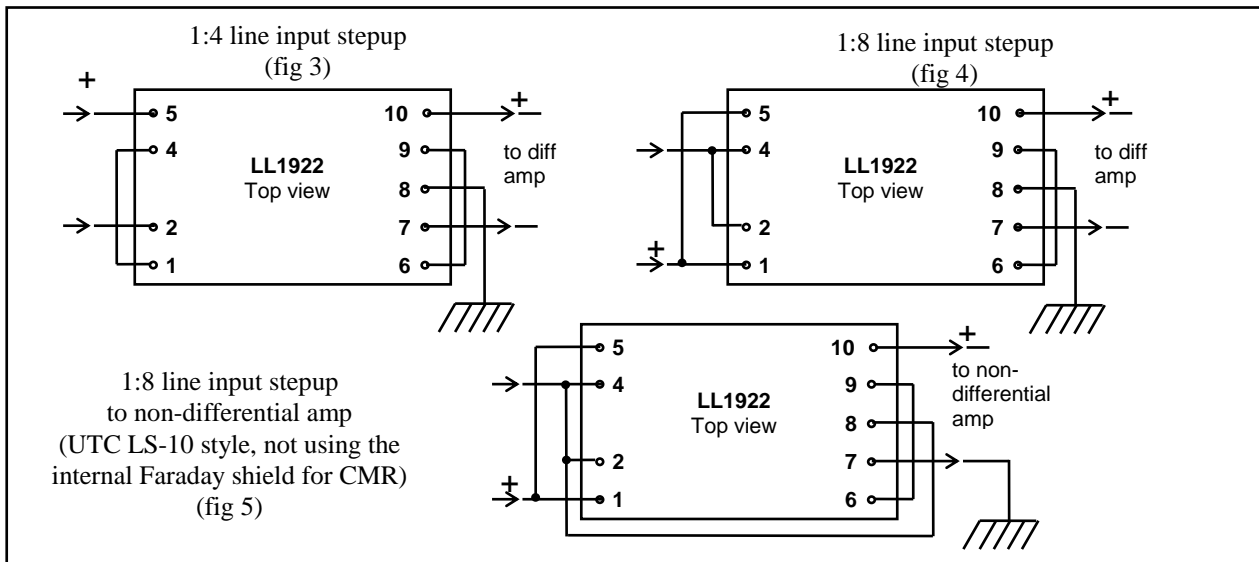 1:4 line input stepup
(fig 3)
+
5
4
2
1
10
9
8
7
6
LL1922
Top view
+
to diff
amp
1:8 line input stepup
(fig 4)
5
4
2
+
1
10
9
8
7
6
LL1922
Top view
+
to diff
amp
1:8 line input stepup
to non-differential amp
(UTC LS-10 style, not using the
internal Faraday shield for CMR)
(fig 5)
5
4
2
+
1
10
9
8
7
6
LL1922
Top view
+
to non-
differential
amp